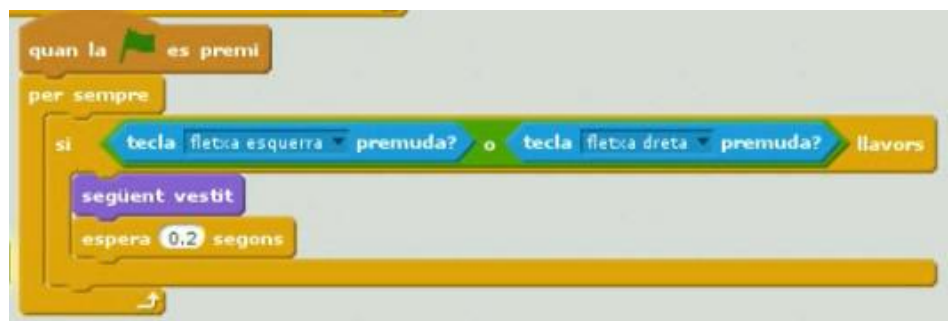 quan la es premi
per sempre
si tecla fletxa esquerra premuda? o tecla fletxa dreta premuda? llavors
següent vestit
espera 0.2 segons